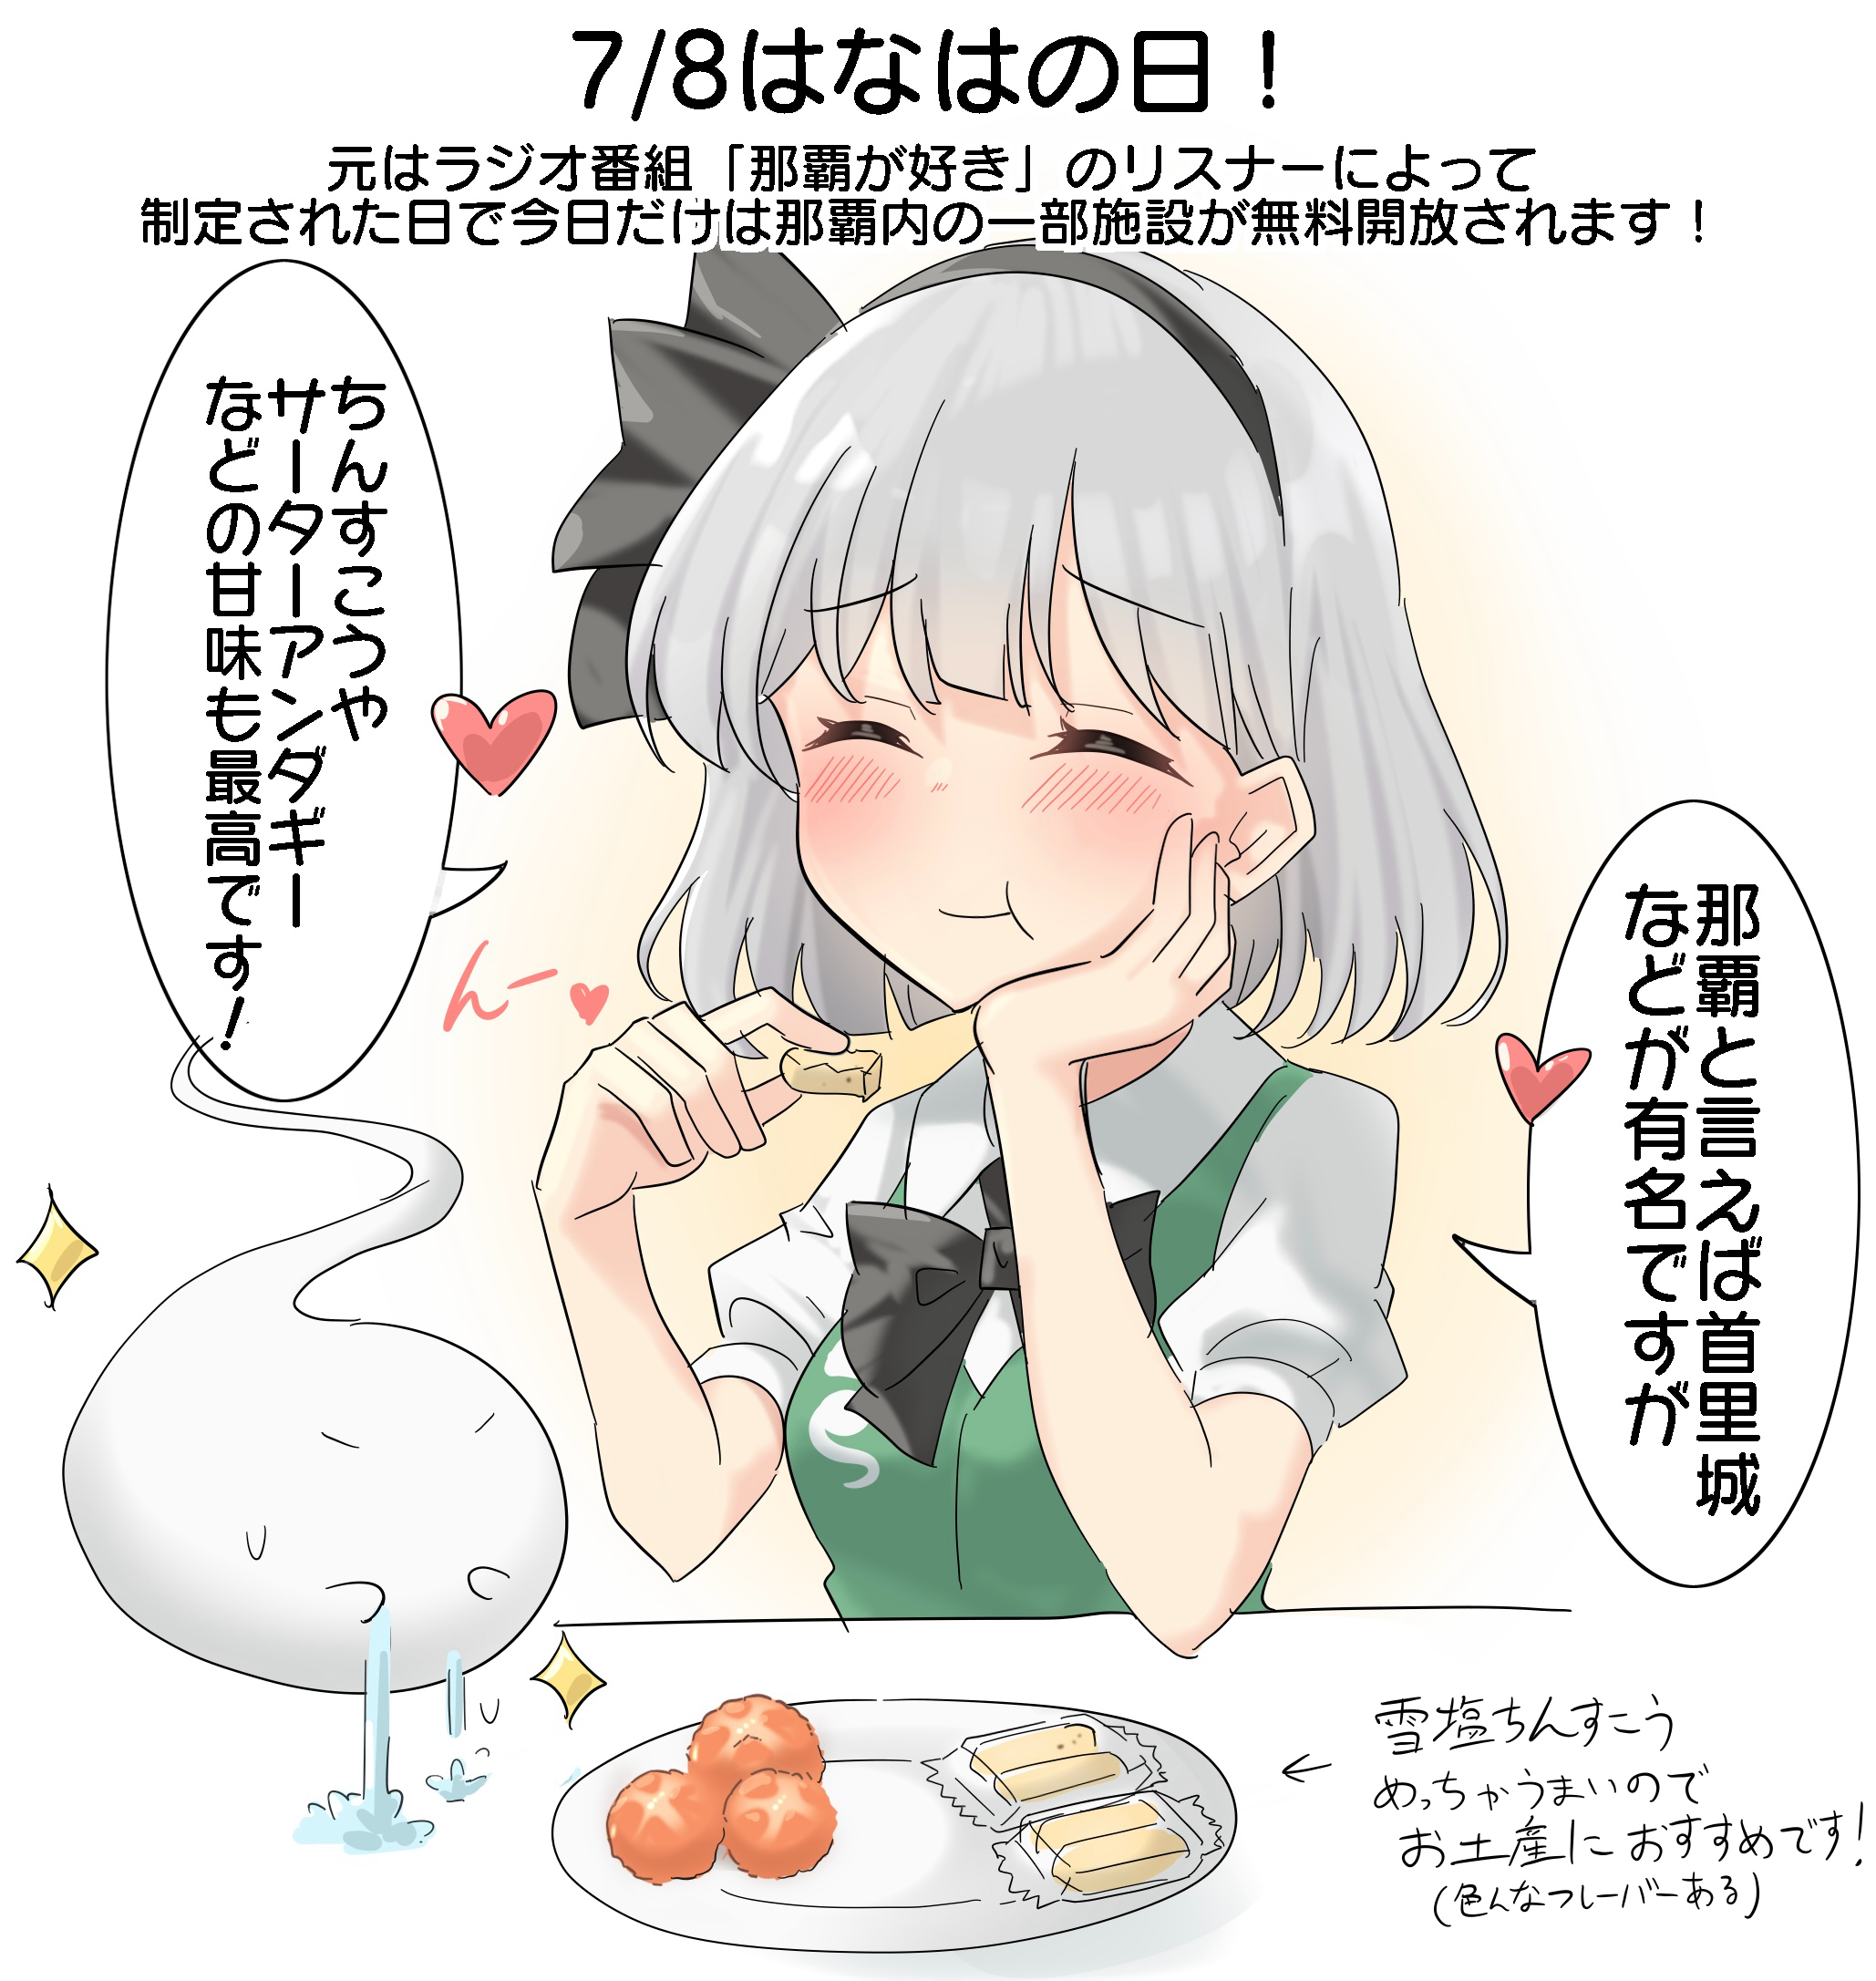 7/8はなはの日！
元はラジオ番組「那覇が好き」のリスナーによって
制定された日で今日だけは那覇内の一部施設が無料開放されます！
那覇と言えば首里城
などが有名ですが
ちんすこうや
サーターアンダギー
などの甘味も最高です！
んー♥
雪塩ちんすこう
めっちゃうまいので
お土産におすすめです！
(色んなフレーバーある)